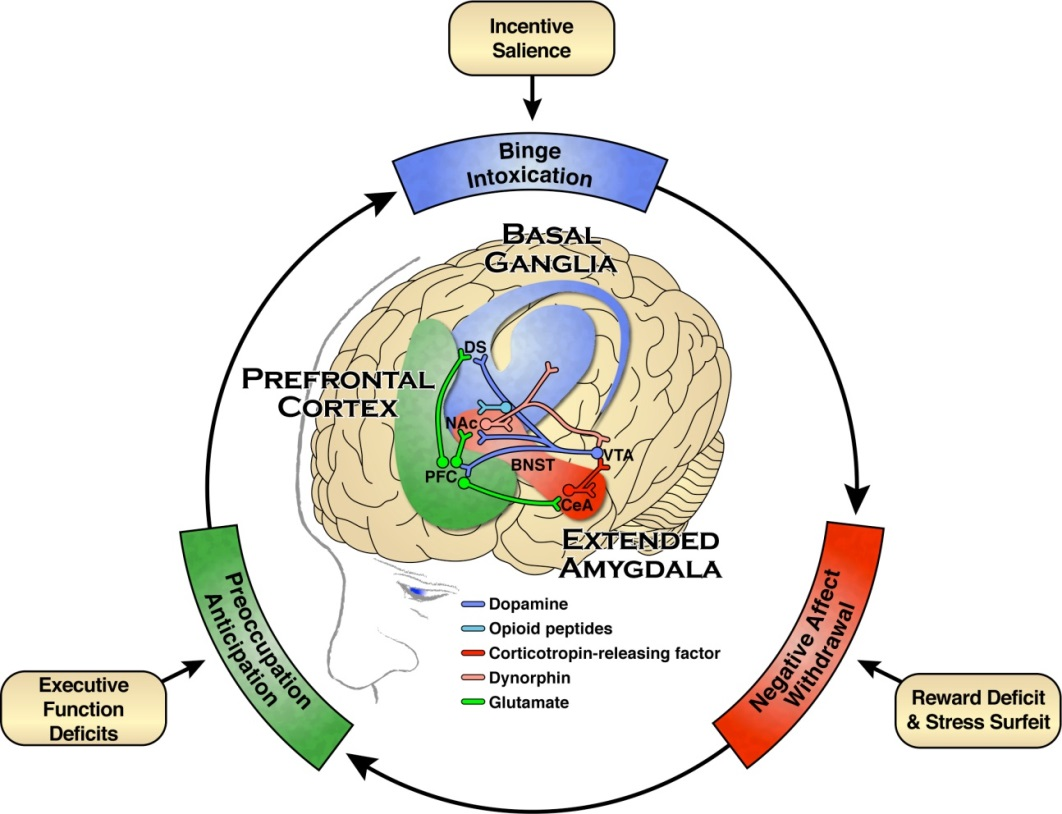 Incentive
Salience
Binge
Intoxication
BASAL
GANGLIA
PREFRONTAL
CORTEX
DS
NAc
PFC
BNST
VTA
CeA
EXTENDED
AMYGDALA
Dopamine
Opioid peptides
Corticotropin-releasing factor
Dynorphin
Glutamate
Preoccupation
Anticipation
Negative Affect
Withdrawal
Executive
Function
Deficits
Reward Deficit
& Stress Surfeit